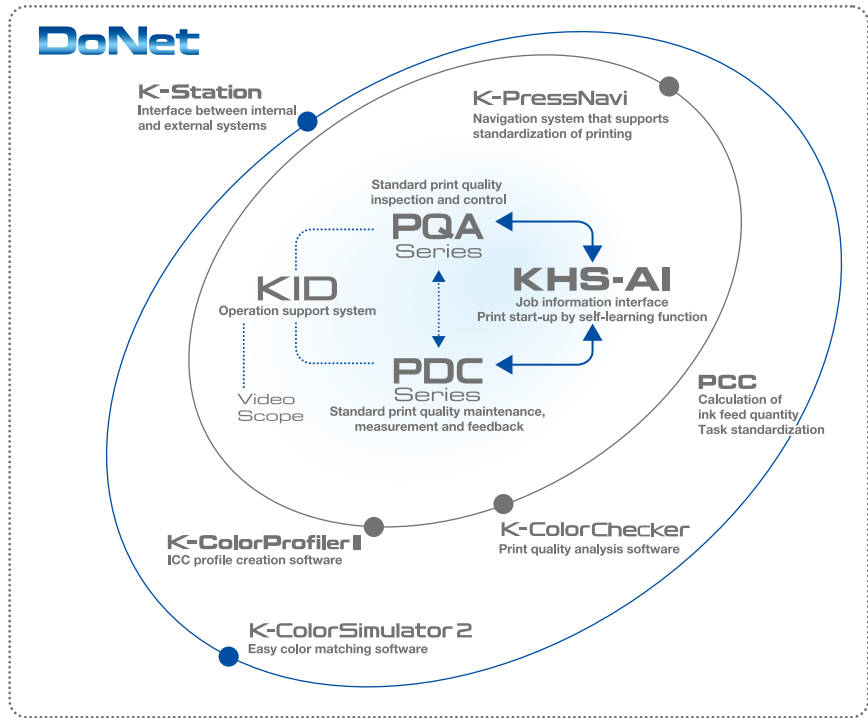 DoNet
K-Station
Interface between internal
and external systems
K-PressNavi
Navigation system that supports
standardization of printing
Standard print quality
inspection and control
PQA
Series
KID
Operation support system
KHS-AI
Job information interface
Print start-up by self-learning function
PDC
Series
Standard print quality maintenance,
measurement and feedback
Video
Scope
PCC
Calculation of
ink feed quantity
Task standardization
K-ColorProfiler II
ICC profile creation software
K-ColorChecker
Print quality analysis software
K-ColorSimulator 2
Easy color matching software